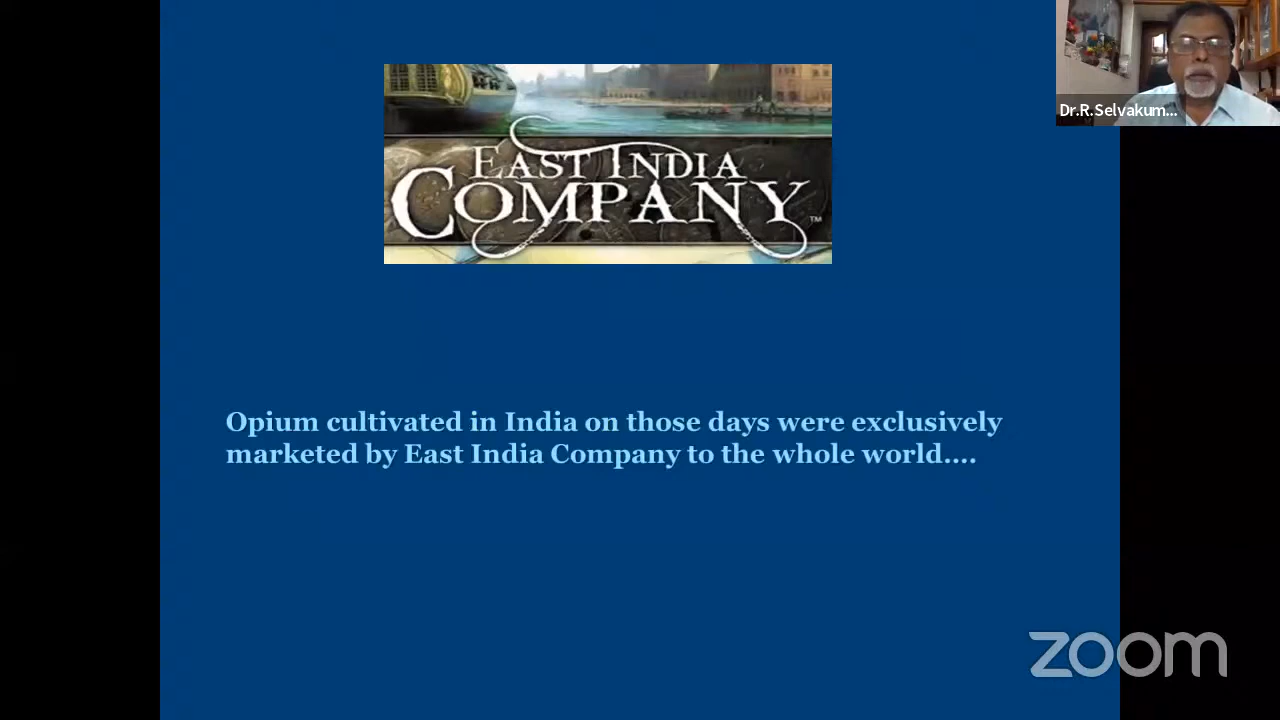 Dr.R.Selvakum...
EAST INDIA
COMPANY™
Opium cultivated in India on those days were exclusively
marketed by East India Company to the whole world....
zoom